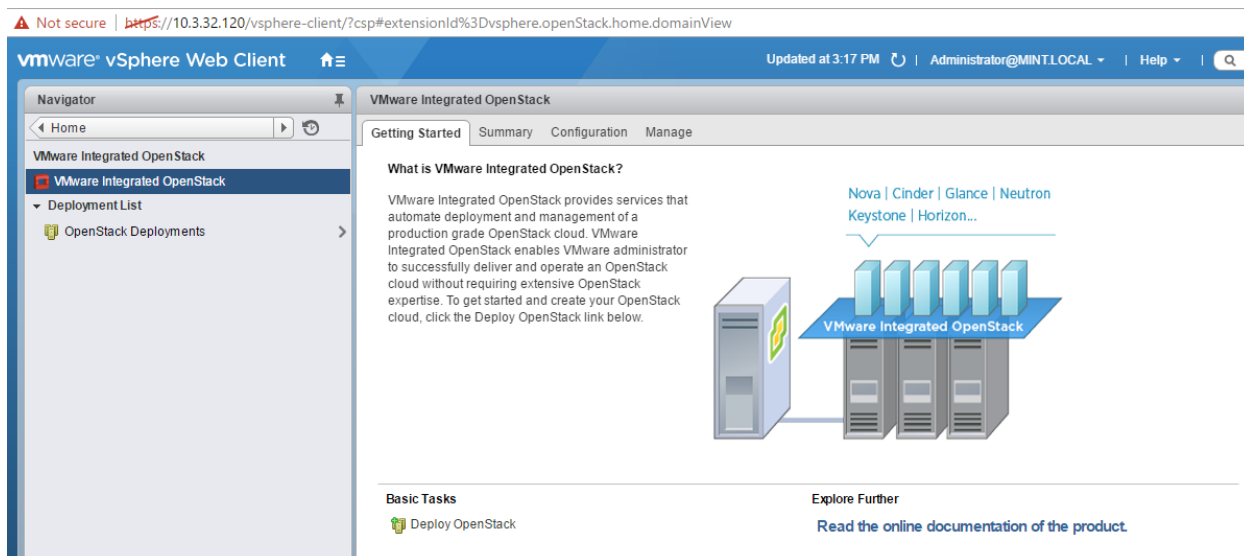 Not secure | https://10.3.32.120/vsphere-client/?csp#extensionId%3Dvsphere.openStack.home.domainView
vmware® vSphere Web Client
Updated at 3:17 PM | Administrator@MINT.LOCAL | Help |
Navigator
Home
VMware Integrated OpenStack
VMware Integrated OpenStack
Deployment List
OpenStack Deployments
VMware Integrated OpenStack
Getting Started Summary Configuration Manage
What is VMware Integrated OpenStack?
VMware Integrated OpenStack provides services that
automate deployment and management of a
production grade OpenStack cloud. VMware
Integrated OpenStack enables VMware administrator
to successfully deliver and operate an OpenStack
cloud without requiring extensive OpenStack
expertise. To get started and create your OpenStack
cloud, click the Deploy OpenStack link below.
Nova | Cinder | Glance | Neutron
Keystone | Horizon...
VMware Integrated OpenStack
Basic Tasks
Deploy OpenStack
Explore Further
Read the online documentation of the product.